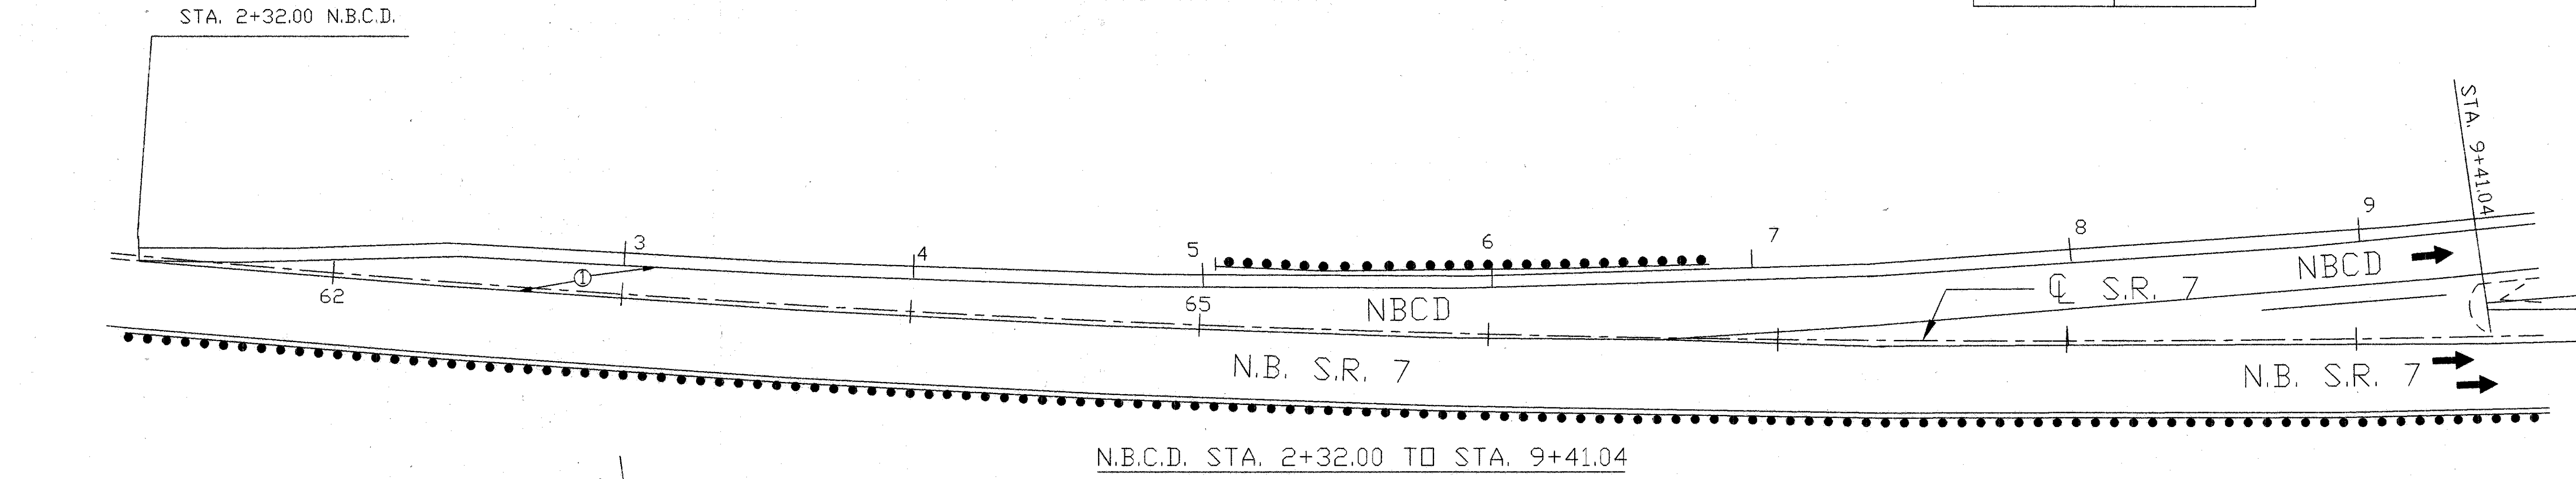 STA. 2+32.00 N.B.C.D.
STA. 9+41.04
3
4
5
6
7
8
9
62
1
65
NBCD
℄ S.R. 7
NBCD
N.B. S.R. 7
N.B. S.R. 7
N.B.C.D. STA. 2+32.00 TO STA. 9+41.04